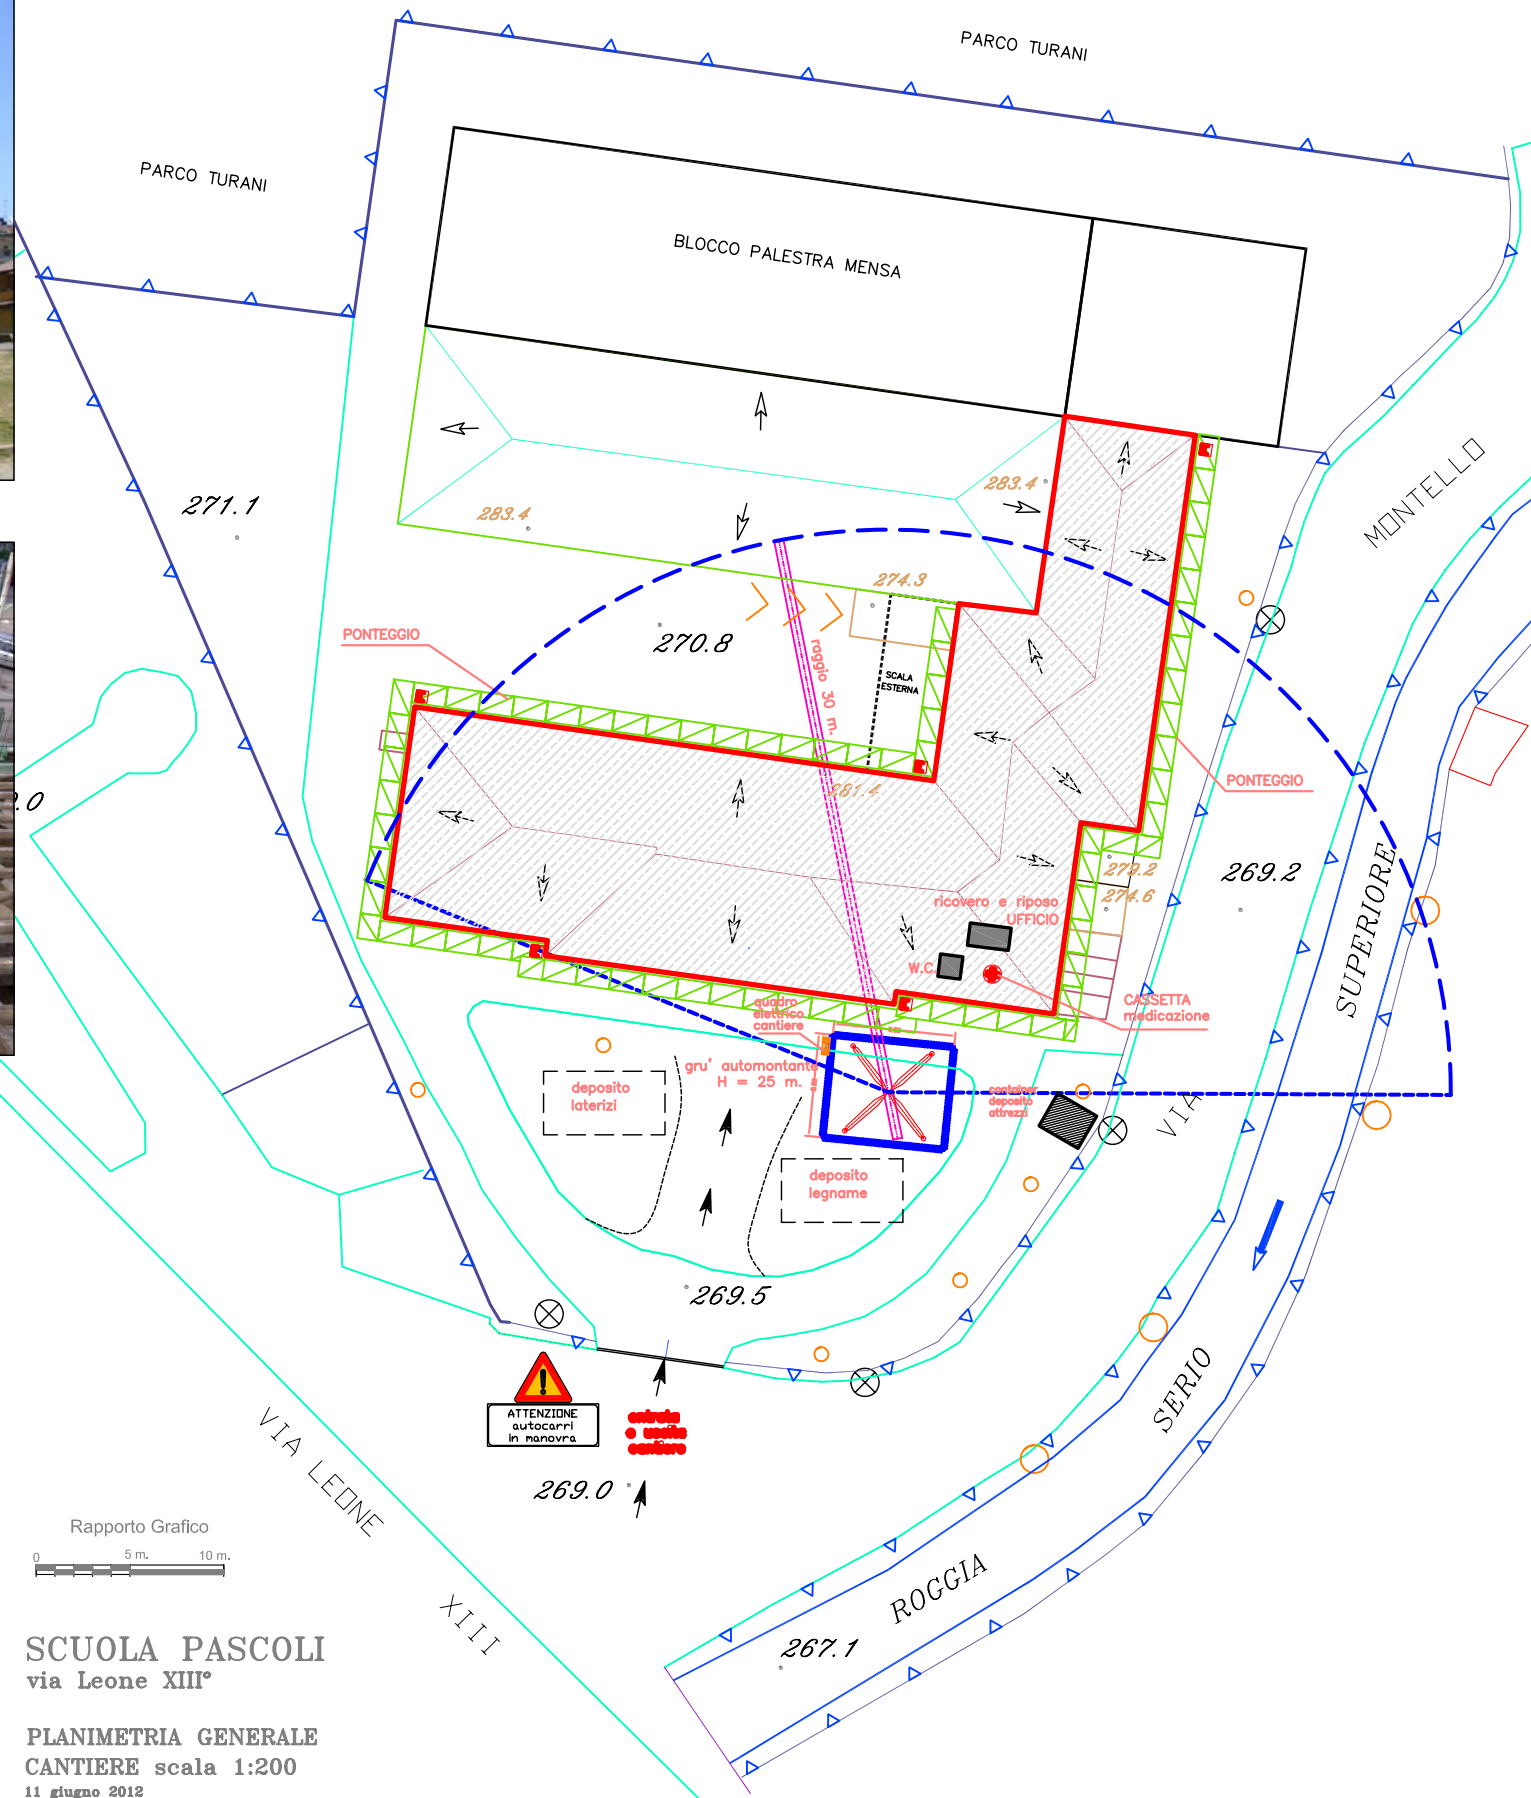 PARCO TURANI
PARCO TURANI
BLOCCO PALESTRA MENSA
MONTELLO
271.1
283.4
283.4
274.3
PONTEGGIO
270.8
raggio 30 m.
SCALA
ESTERNA
281.4
PONTEGGIO
269.2
274.6
ricovero e riposo
UFFICIO
W.C.
CASSETTA
medicazione
SUPERIORE
quadro
elettrico
cantiere
gru' automontante
H = 25 m.
deposito
laterizi
container
deposito
attrezzi
VIA
deposito
legname
269.5
ATTENZIONE
autocarri
in manovra
entrata
e uscita
cantiere
SERIO
269.0
VIA LEONE
XIII
ROGGIA
267.1
Rapporto Grafico
0 5 m. 10 m.
SCUOLA PASCOLI
via Leone XIII°
PLANIMETRIA GENERALE
CANTIERE scala 1:200
11 giugno 2012